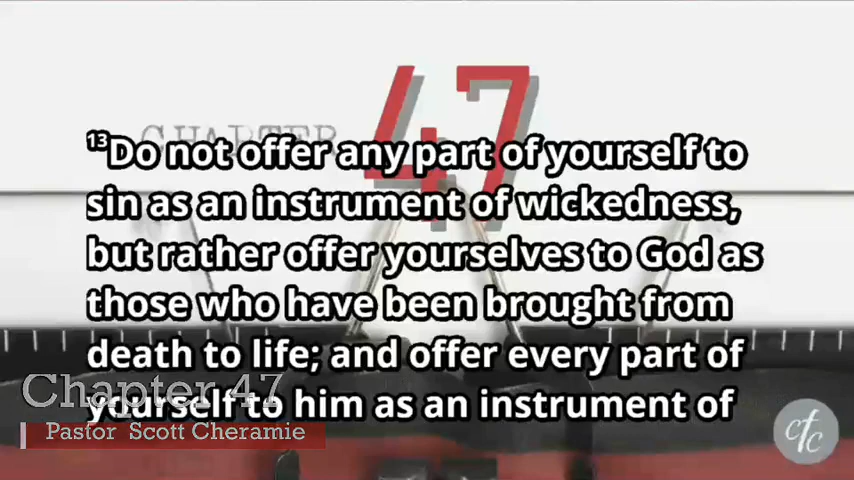 CHAPTER 47
13Do not offer any part of yourself to
sin as an instrument of wickedness,
but rather offer yourselves to God as
those who have been brought from
death to life; and offer every part of
yourself to him as an instrument of
Chapter 47
Pastor Scott Cheramie
cfc